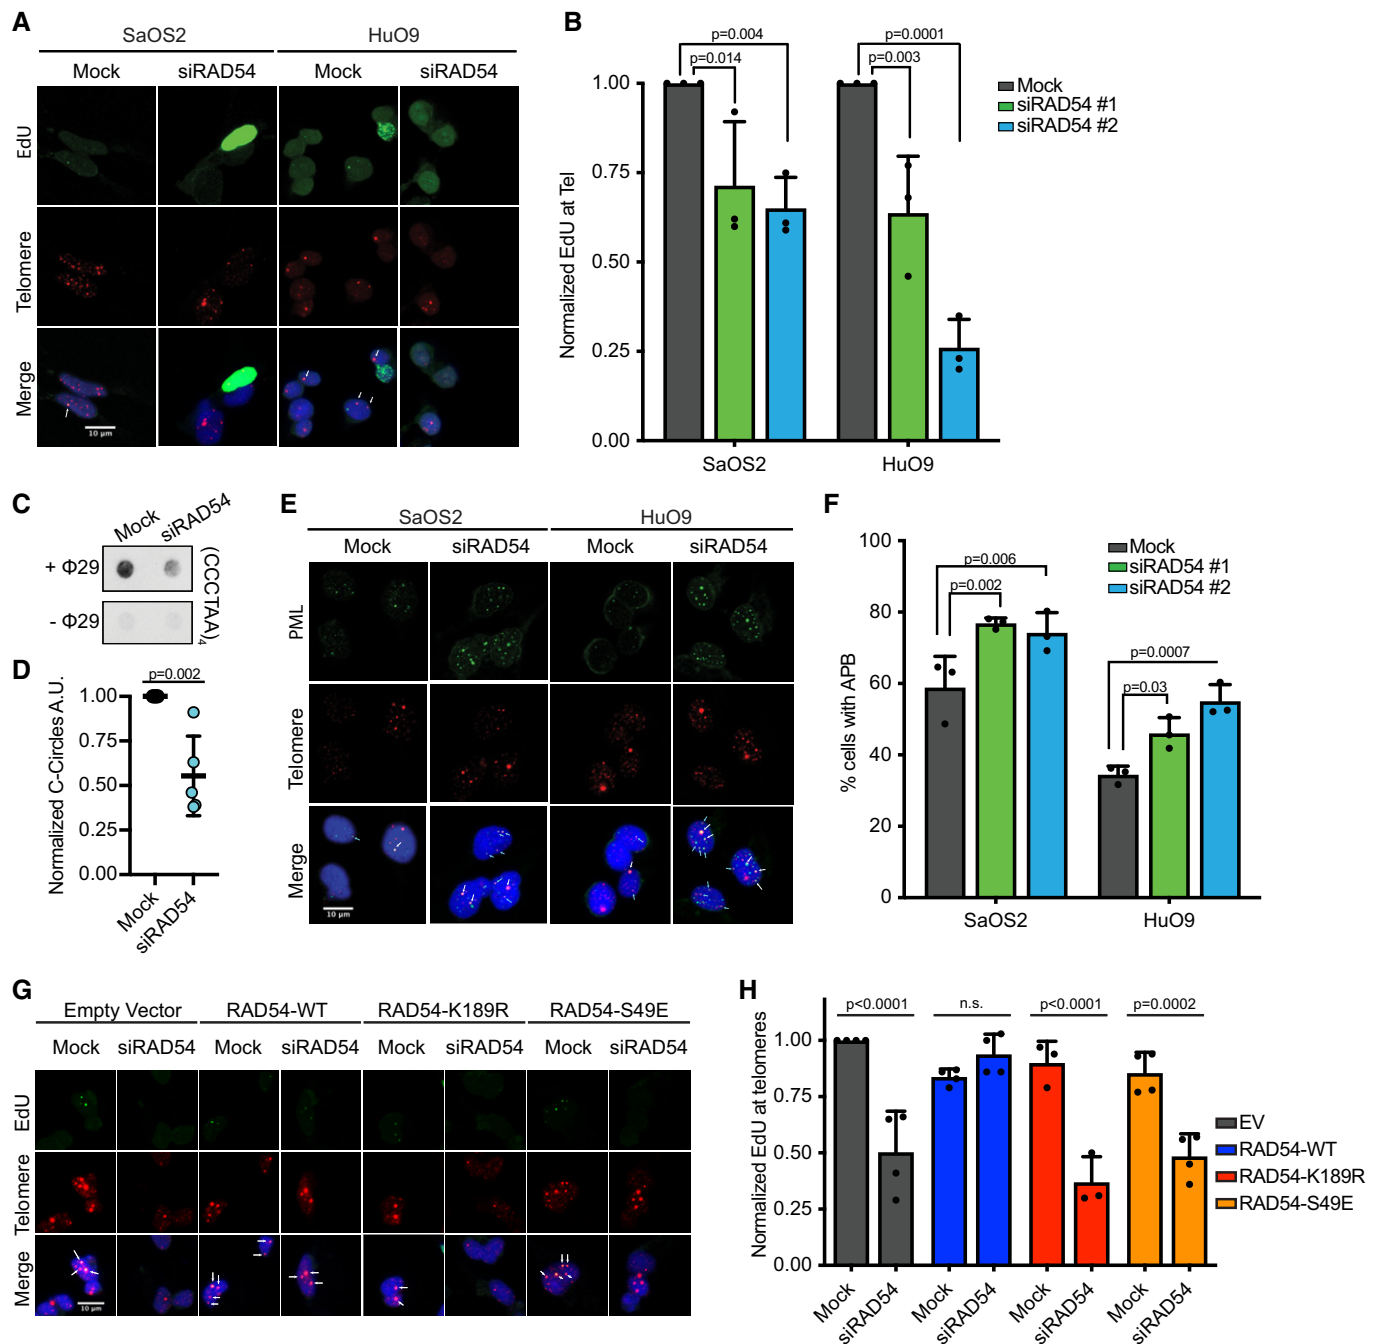 A
SaOS2
HuO9
Mock
siRAD54
Mock
siRAD54
EdU
Telomere
Merge
10 µm
B
p=0.004
p=0.014
p=0.0001
p=0.003
Mock
siRAD54 #1
siRAD54 #2
Normalized EdU at Tel
1.00
0.75
0.50
0.25
0.00
SaOS2
HuO9
C
Mock
siRAD54
+ Φ29
- Φ29
(CCCTAA)4
D
p=0.002
Normalized C-Circles A.U.
1.00
0.75
0.50
0.25
0.00
Mock
siRAD54
E
SaOS2
HuO9
Mock
siRAD54
Mock
siRAD54
PML
Telomere
Merge
10 µm
F
% cells with APB
100
80
60
40
20
0
p=0.006
p=0.002
p=0.0007
p=0.03
Mock
siRAD54 #1
siRAD54 #2
SaOS2
HuO9
G
Empty Vector
RAD54-WT
RAD54-K189R
RAD54-S49E
Mock
siRAD54
Mock
siRAD54
Mock
siRAD54
Mock
siRAD54
EdU
Telomere
Merge
10 µm
H
p<0.0001
n.s.
p<0.0001
p=0.0002
Normalized EdU at telomeres
1.00
0.75
0.50
0.25
0.00
Mock
siRAD54
Mock
siRAD54
Mock
siRAD54
Mock
siRAD54
EV
RAD54-WT
RAD54-K189R
RAD54-S49E